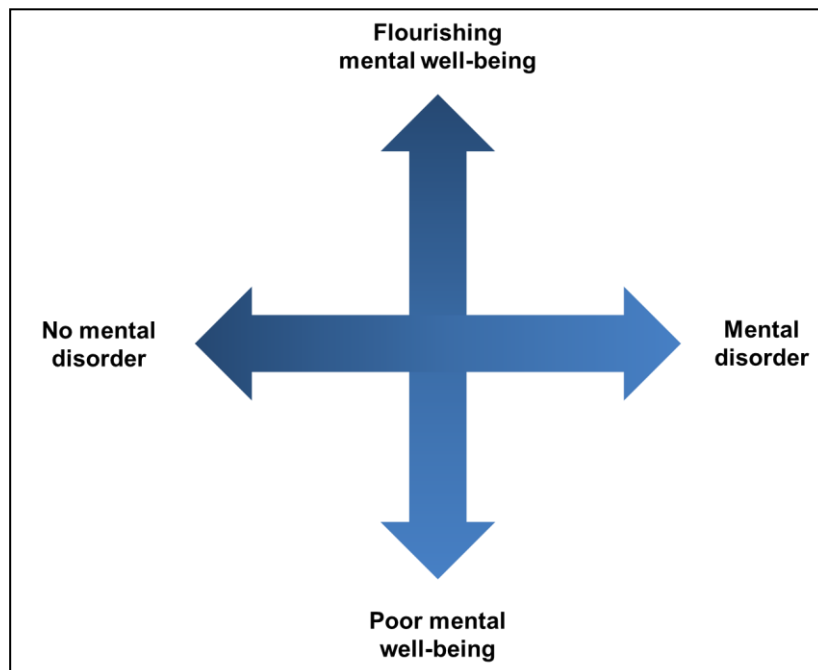 Flourishing
mental well-being
No mental
disorder
Mental
disorder
Poor mental
well-being